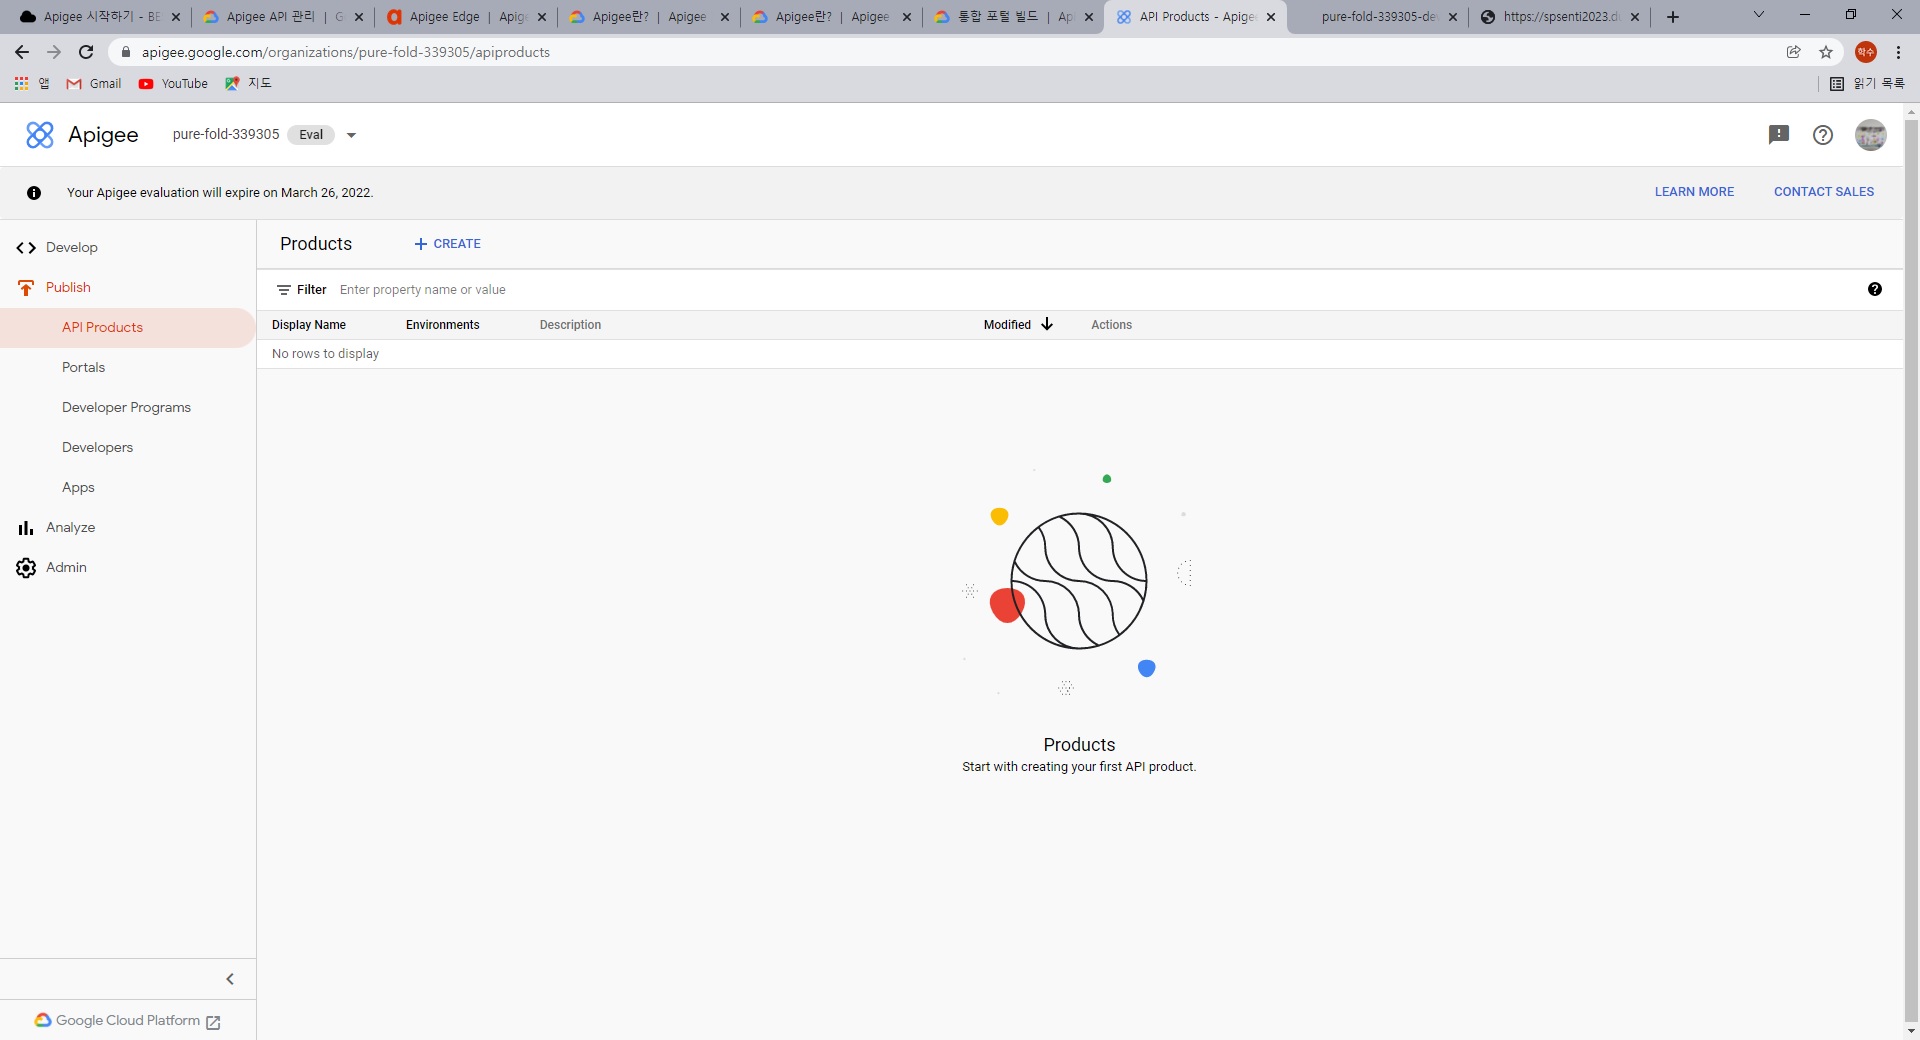 Apigee 시작하기 - BE
Apigee API 관리 | G
Apigee Edge | Apig
Apigee란? | Apigee
Apigee란? | Apigee
통합 포털 빌드 | Ap
API Products - Apigee
pure-fold-339305-de
https://spsenti2023.d
apigee.google.com/organizations/pure-fold-339305/apiproducts
학수
앱
Gmail
YouTube
지도
읽기 목록
Apigee
pure-fold-339305
Eval
Your Apigee evaluation will expire on March 26, 2022.
LEARN MORE
CONTACT SALES
Develop
Publish
API Products
Portals
Developer Programs
Developers
Apps
Analyze
Admin
Google Cloud Platform
Products
+ CREATE
Filter
Enter property name or value
Display Name
Environments
Description
Modified
Actions
No rows to display
Products
Start with creating your first API product.